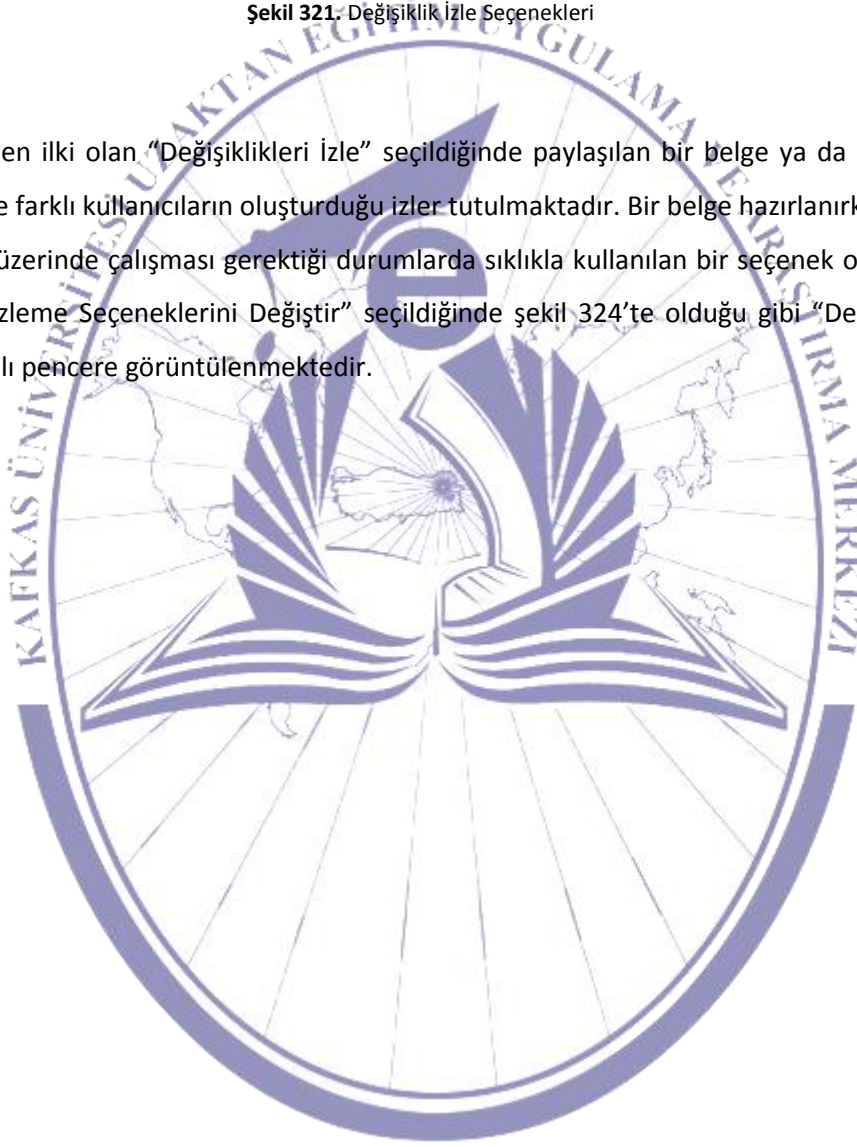 Şekil 321. Değişiklik İzle Seçenekleri
en ilki olan “Değişiklikleri İzle” seçildiğinde paylaşılan bir belge ya da
e farklı kullanıcıların oluşturduğu izler tutulmaktadır. Bir belge hazırlanırk
üzerinde çalışması gerektiği durumlarda sıklıkla kullanılan bir seçenek o
zleme Seçeneklerini Değiştir” seçildiğinde şekil 324’te olduğu gibi “De
lı pencere görüntülenmektedir.
KAFKAS ÜNİVERSİTESİ UZAKTAN EĞİTİM UYGULAMA VE ARAŞTIRMA MERKEZİ
e